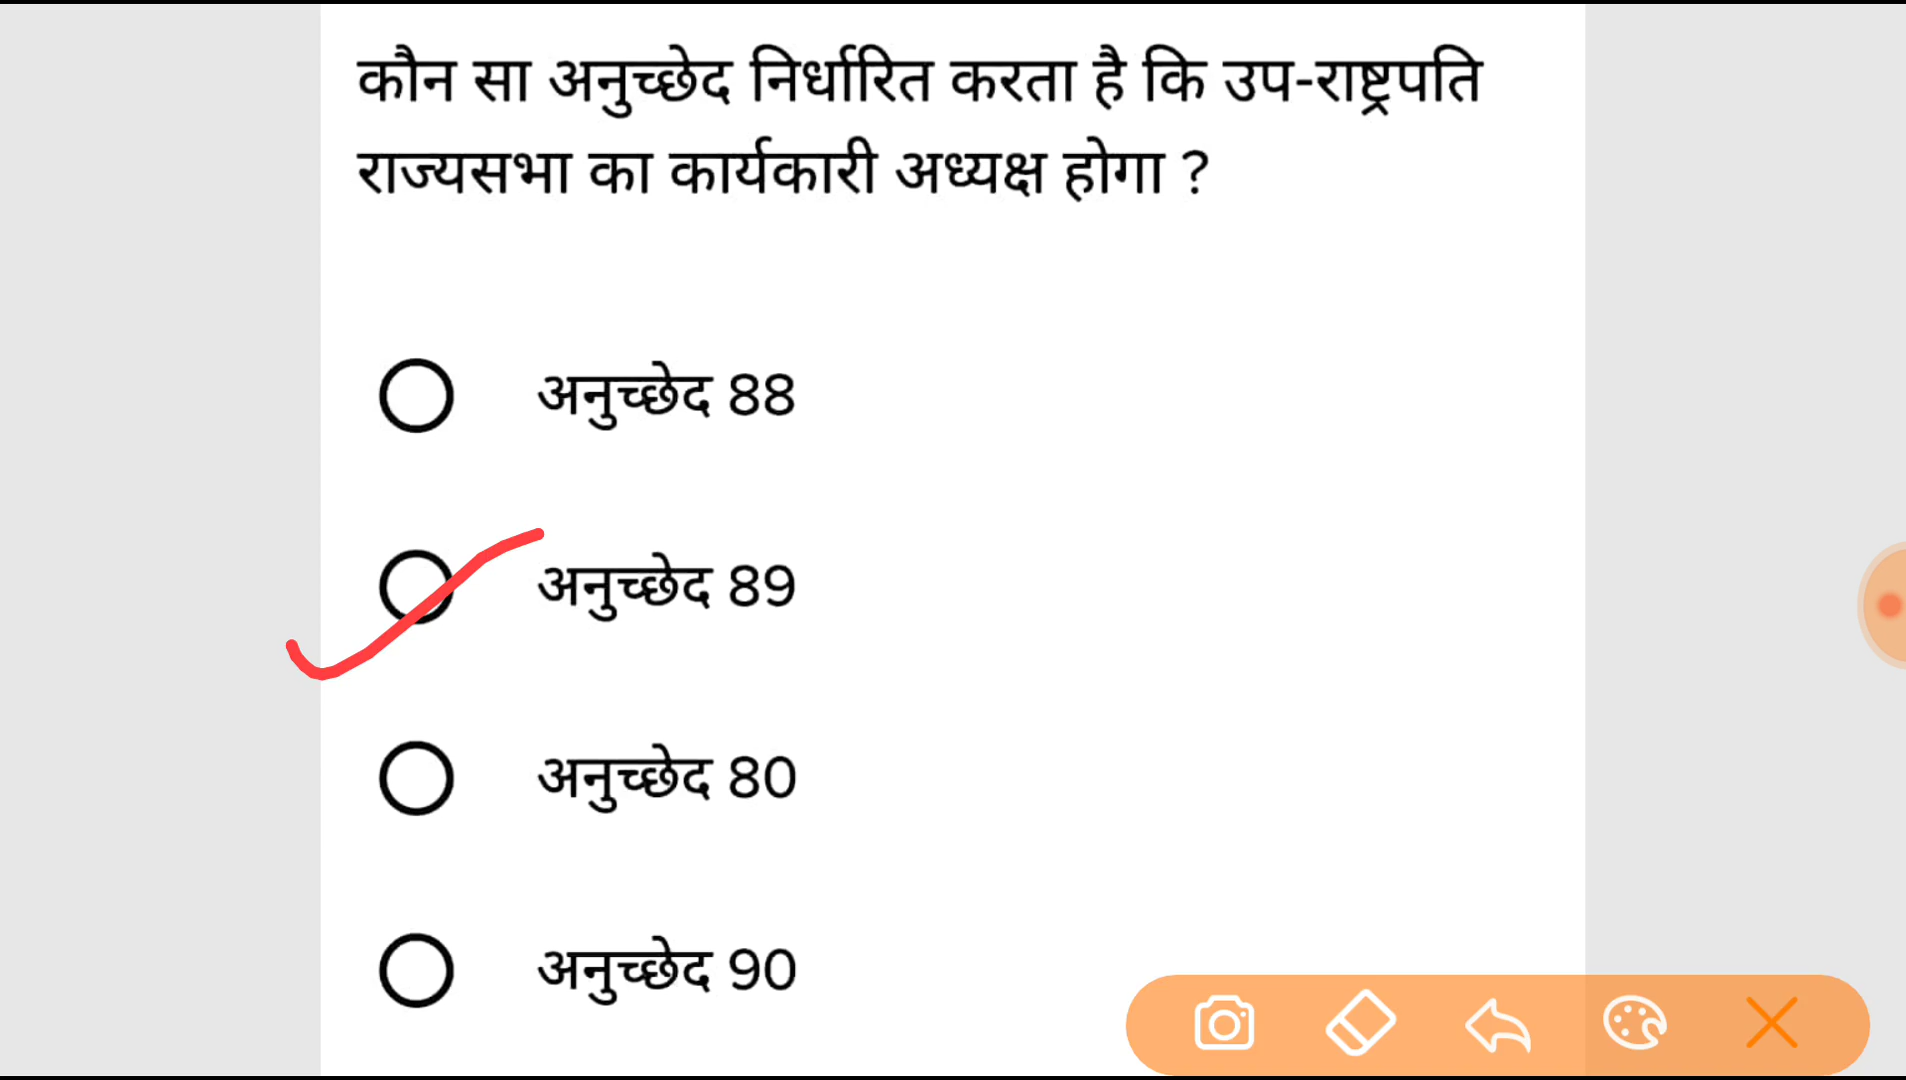 कौन सा अनुच्छेद निर्धारित करता है कि उप-राष्ट्रपति
राज्यसभा का कार्यकारी अध्यक्ष होगा ?
अनुच्छेद 88
अनुच्छेद 89
अनुच्छेद 80
अनुच्छेद 90